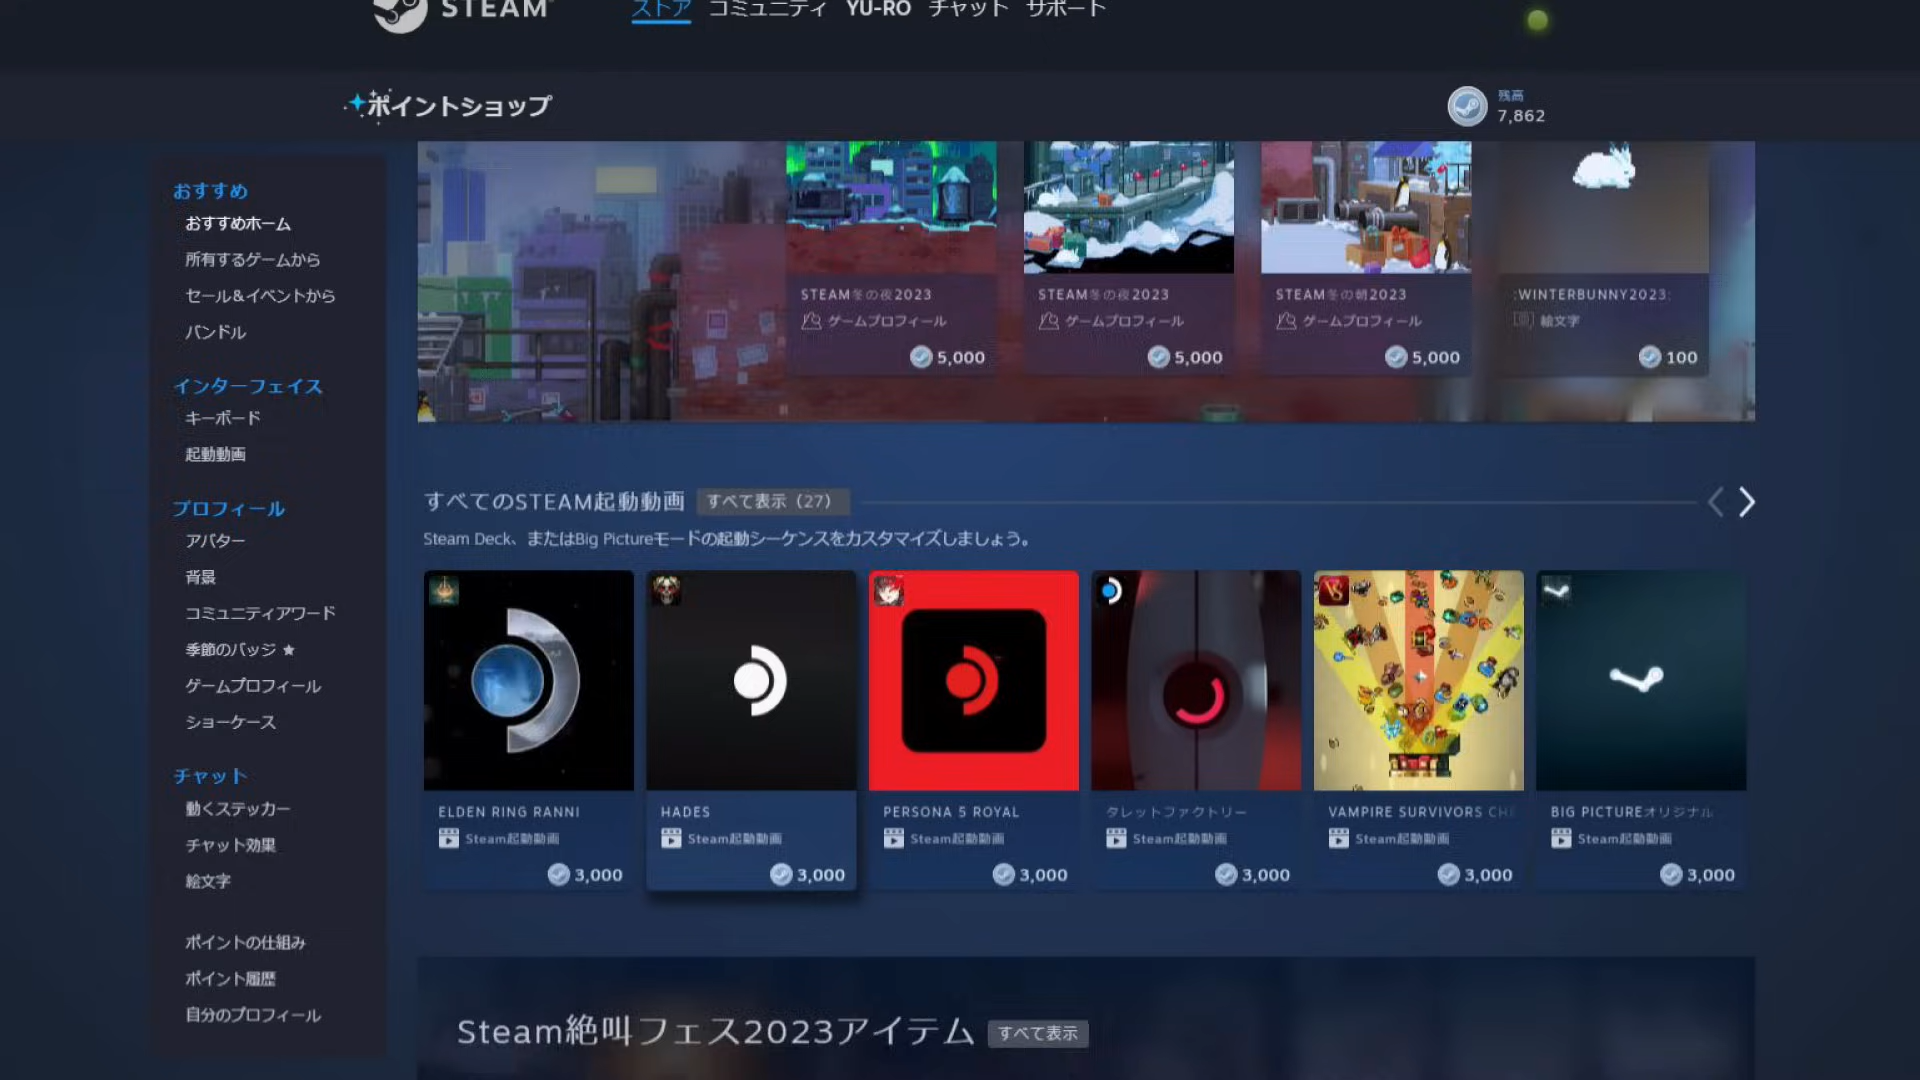 STEAM
ストア コミュニティ YU-RO チャット サポート
ポイントショップ
残高
7,862
おすすめ
おすすめホーム
所有するゲームから
セール&イベントから
バンドル
インターフェイス
キーボード
起動動画
プロフィール
アバター
背景
コミュニティアワード
季節のバッジ ★
ゲームプロフィール
ショーケース
チャット
動くステッカー
チャット効果
絵文字
ポイントの仕組み
ポイント履歴
自分のプロフィール
STEAM冬の夜2023
ゲームプロフィール
5,000
STEAM冬の夜2023
ゲームプロフィール
5,000
STEAM冬の朝2023
ゲームプロフィール
5,000
:WINTERBUNNY2023:
絵文字
100
すべてのSTEAM起動動画 すべて表示（27）
Steam Deck、またはBig Pictureモードの起動シーケンスをカスタマイズしましょう。
ELDEN RING RANNI
Steam起動動画
3,000
HADES
Steam起動動画
3,000
PERSONA 5 ROYAL
Steam起動動画
3,000
タレットファクトリー
Steam起動動画
3,000
VAMPIRE SURVIVORS CHE
Steam起動動画
3,000
BIG PICTUREオリジナル
Steam起動動画
3,000
Steam絶叫フェス2023アイテム すべて表示